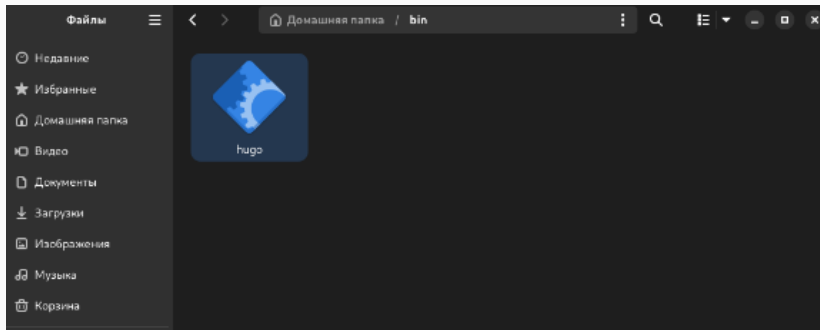 Файлы
Домашняя папка / bin
Недавние
Избранные
Домашняя папка
Видео
Документы
Загрузки
Изображения
Музыка
Корзина
hugo